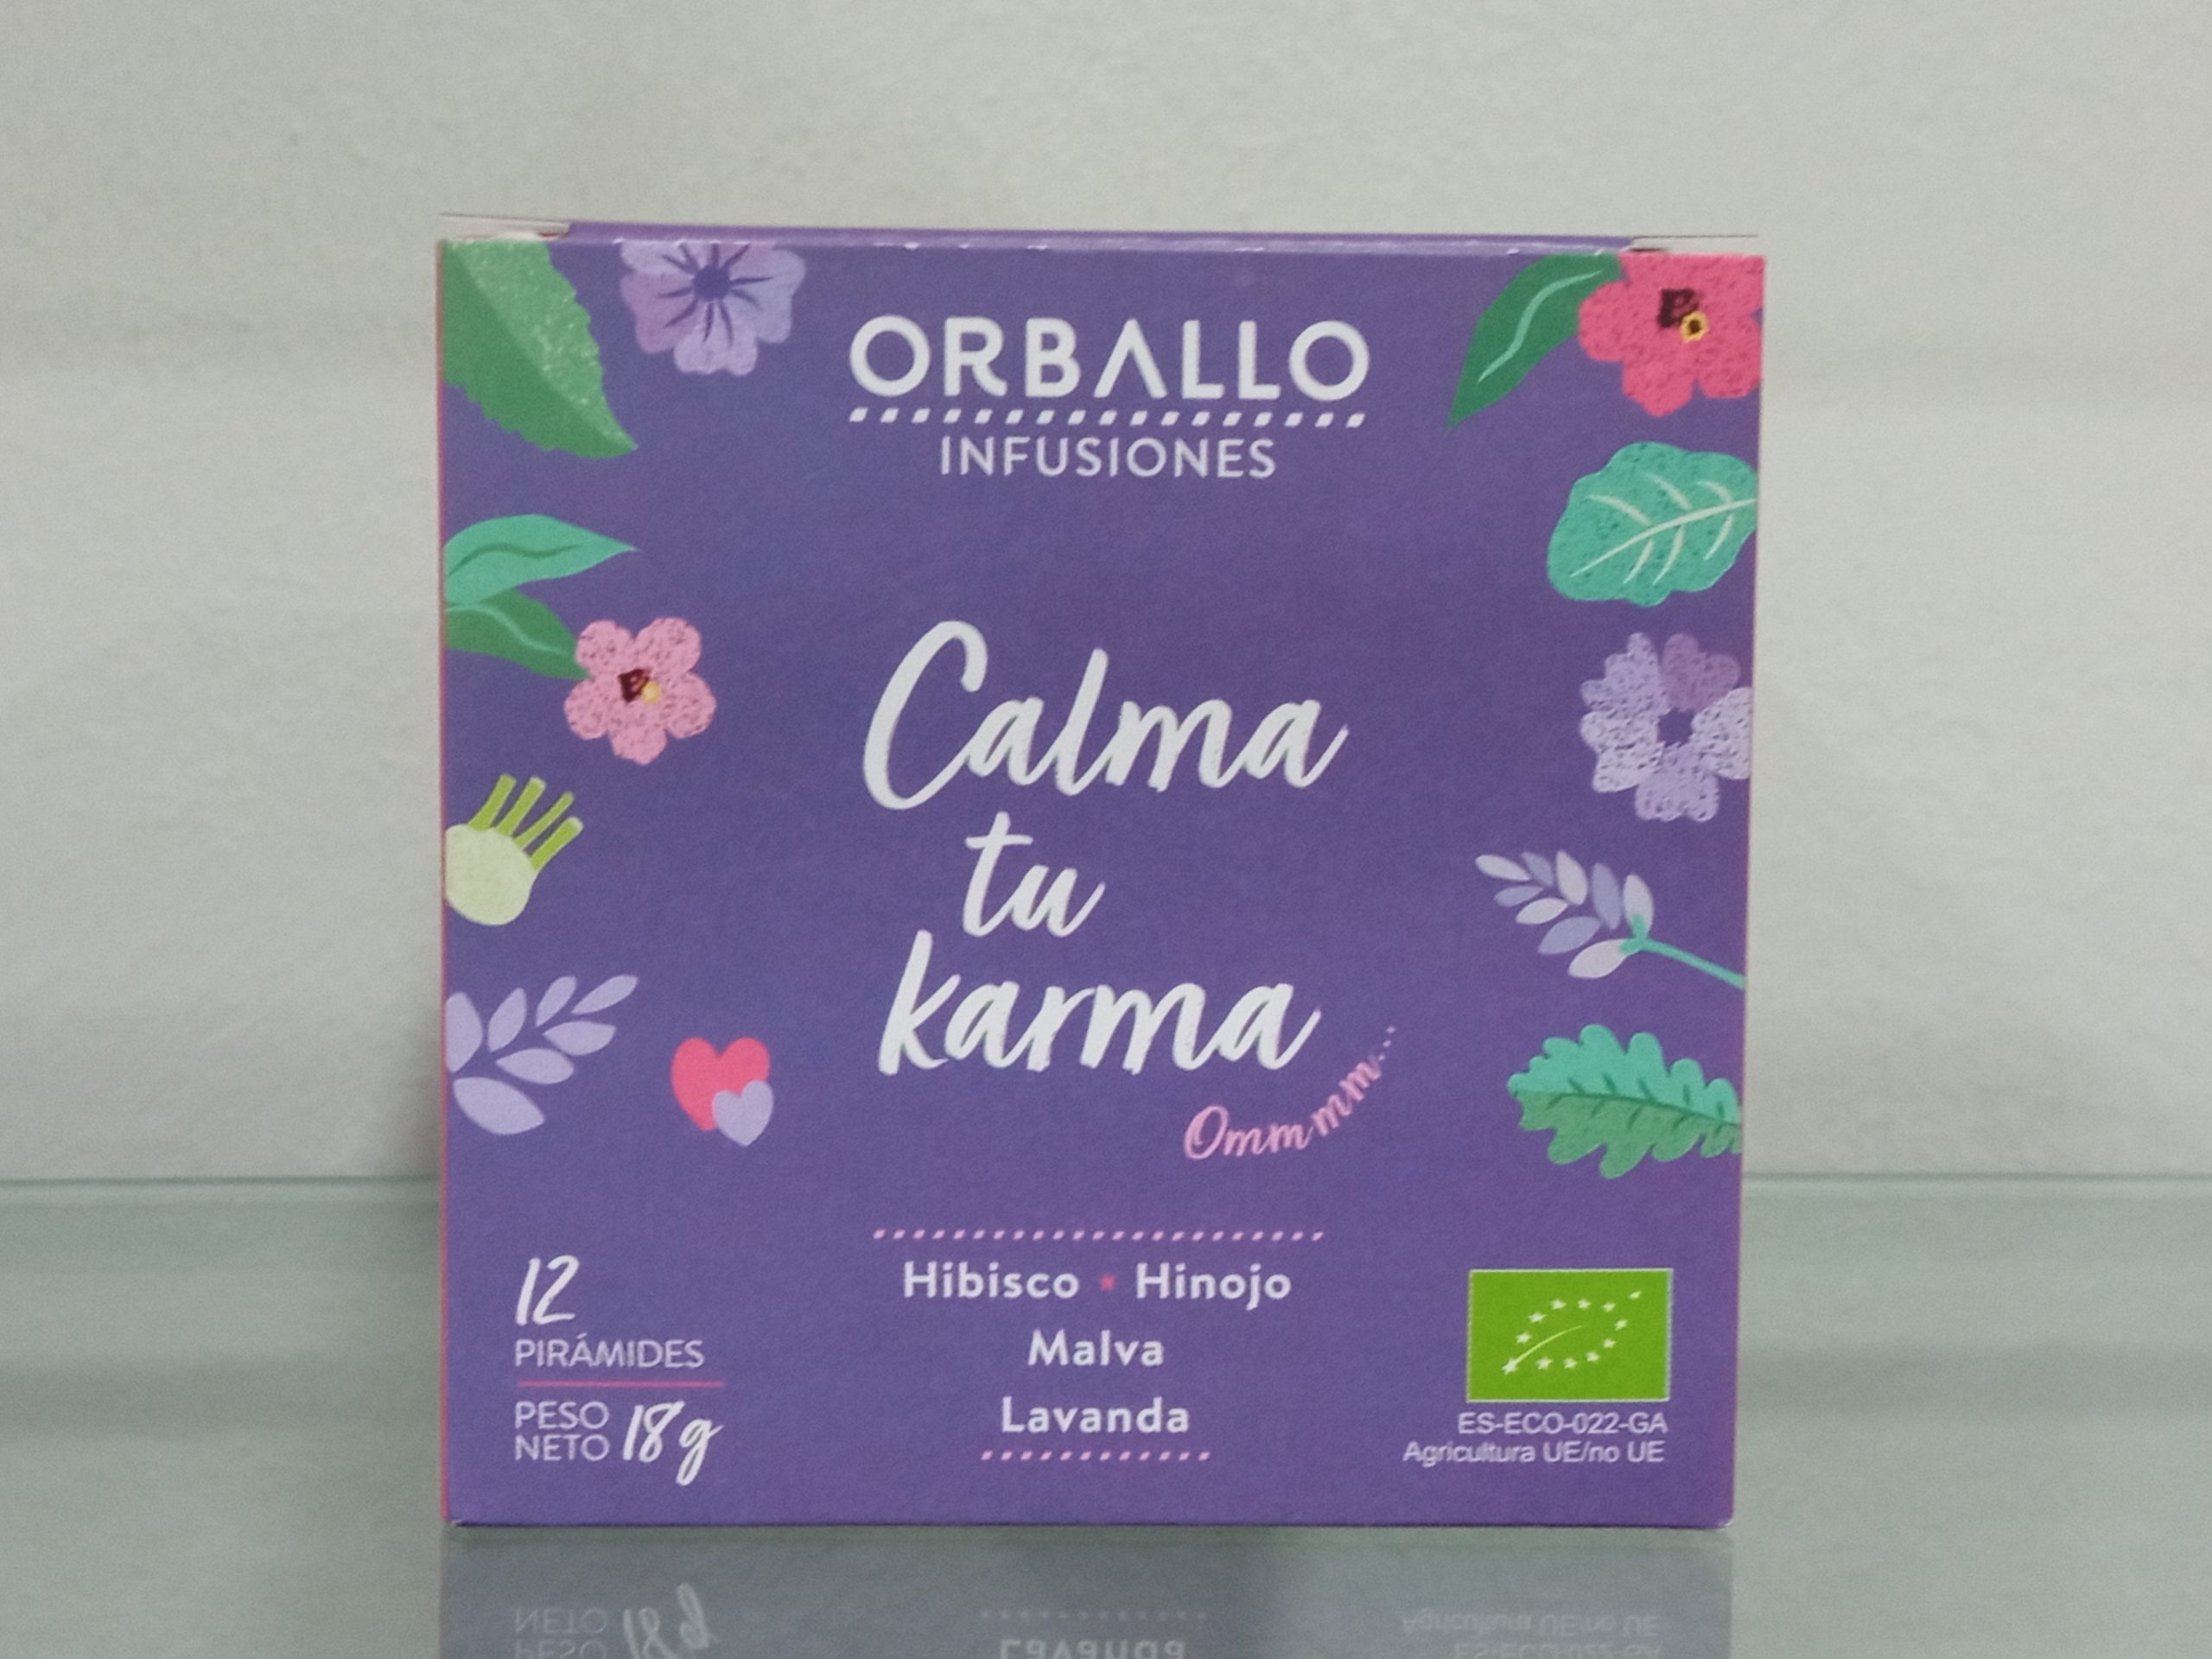 ORBALLO
INFUSIONES
Calma
tu
karma
Ommmmm...
Hibisco • Hinojo
Malva
Lavanda
12
PIRÁMIDES
PESO
NETO 18g
ES-ECO-022-GA
Agricultura UE/no UE